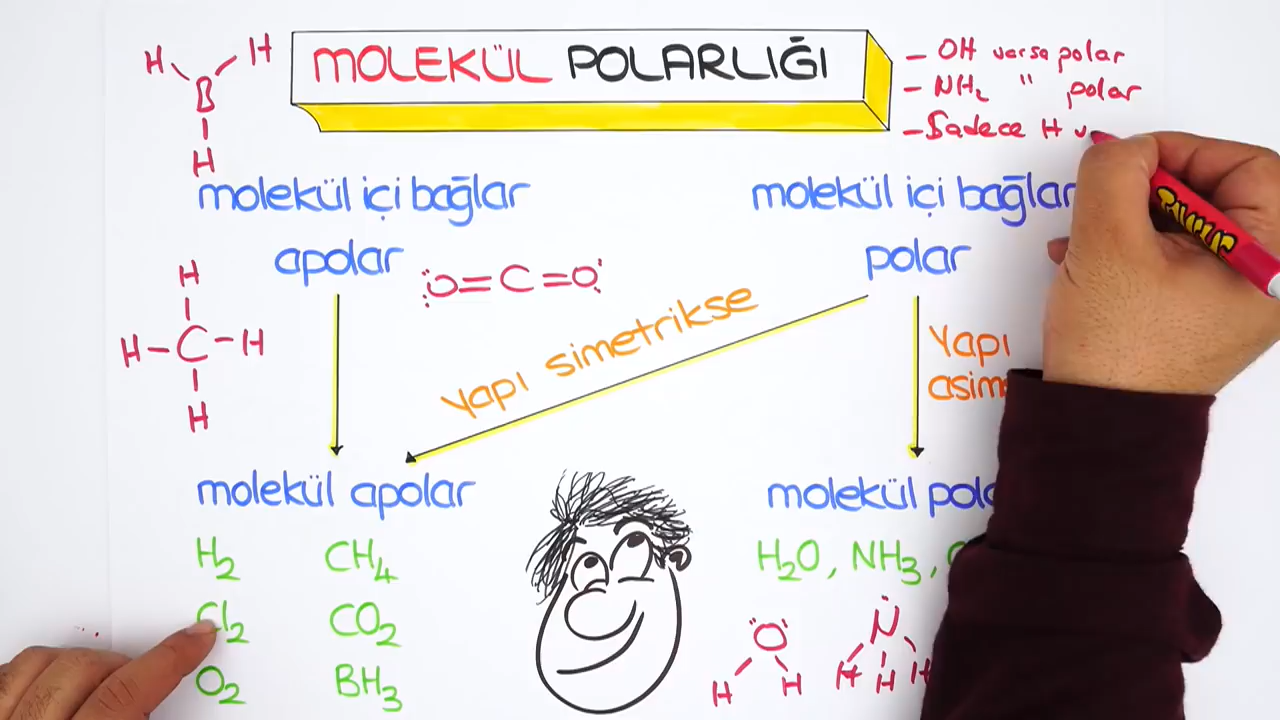 MOLEKÜL POLARLIĞI
- OH varsa polar
- NH₂ " polar
- Sadece H
H H
B
H
molekül içi bağlar
apolar
molekül içi bağlar
polar
O=C=O
H
H-C-H
H
Yapı simetrikse
Yapı
molekül apolar
molekül
H₂ CH₄
Cl₂ CO₂
O₂ BH₃
H₂O, NH₃,
O
H H
N
H H H